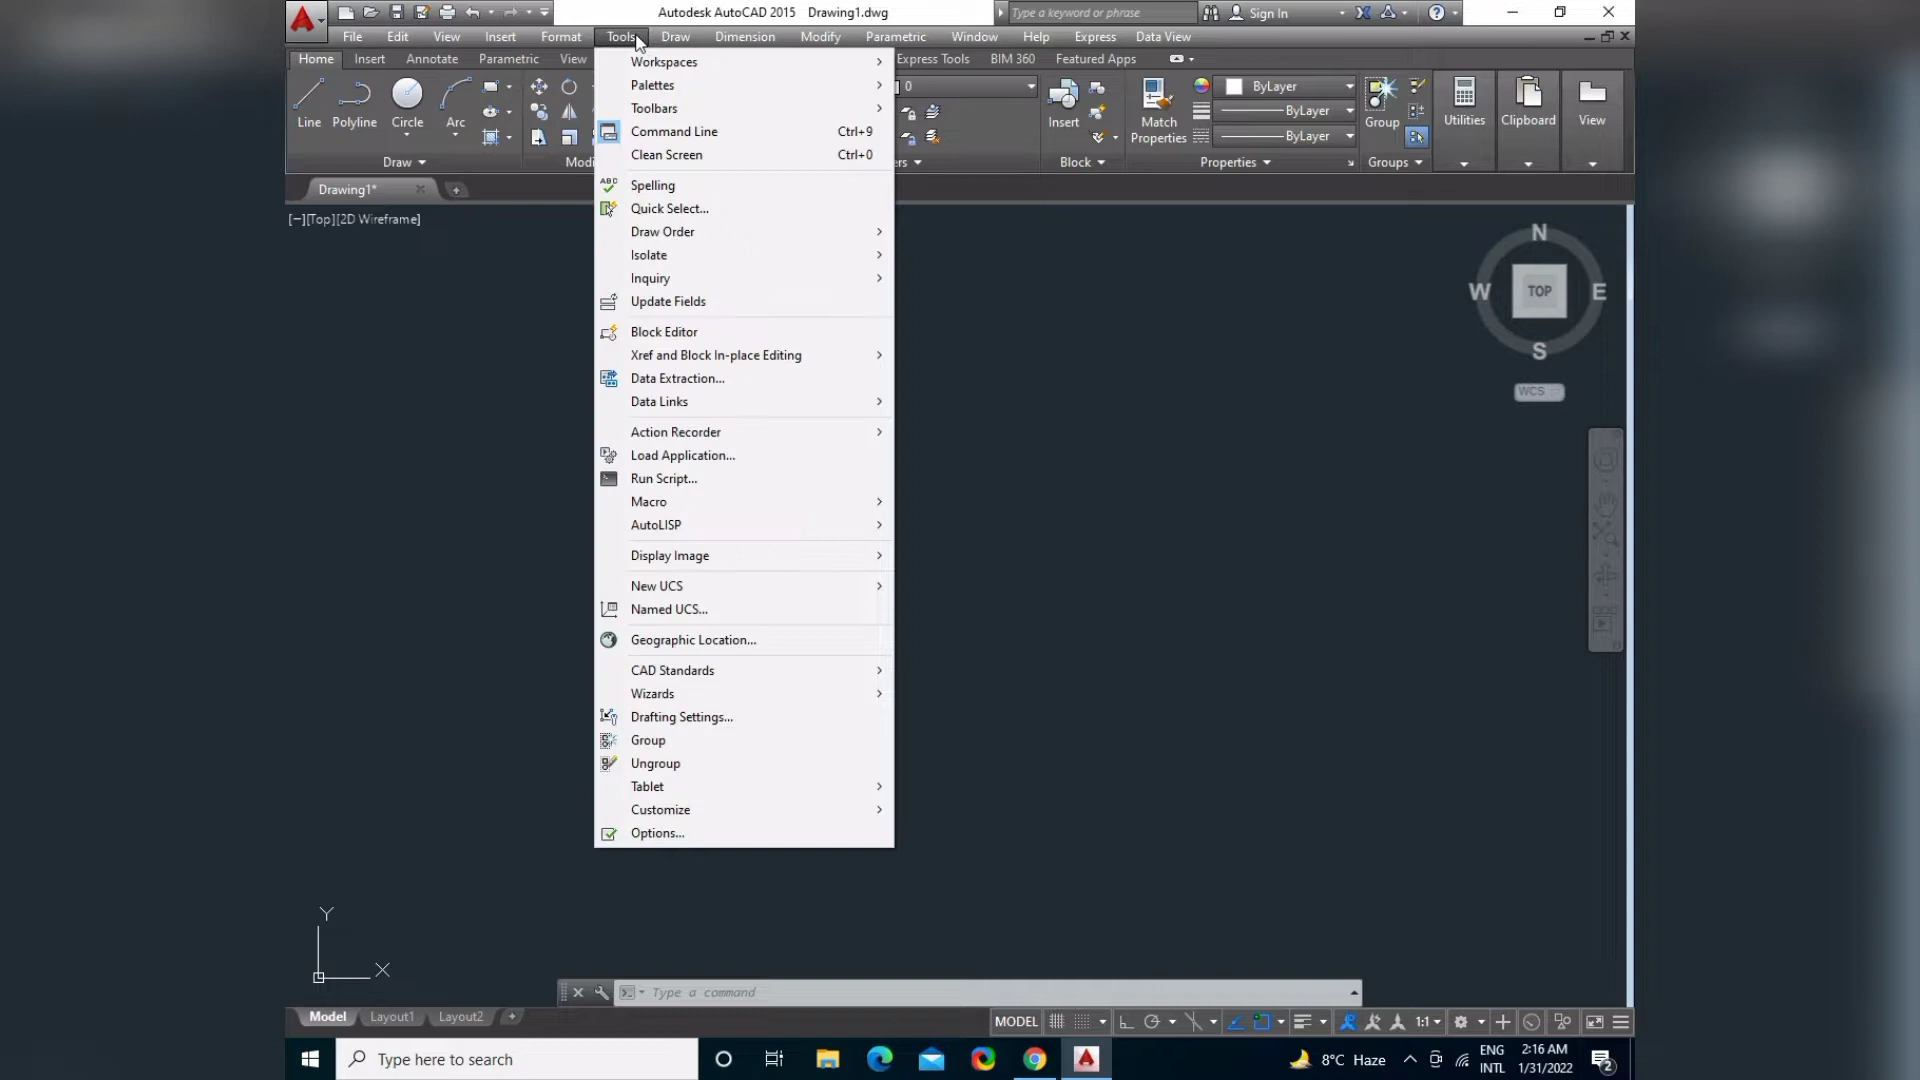 Autodesk AutoCAD 2015 Drawing1.dwg
Type a keyword or phrase
Sign In
File Edit View Insert Format Tools Draw Dimension Modify Parametric Window Help Express Data View
Home Insert Annotate Parametric View Express Tools BIM 360 Featured Apps
Line Polyline Circle Arc
Draw
0
Insert
Block
Match
Properties
ByLayer
ByLayer
ByLayer
Properties
Group
Groups
Utilities
Clipboard
View
Drawing1*
[−][Top][2D Wireframe]
Workspaces
Palettes
Toolbars
Command Line Ctrl+9
Clean Screen Ctrl+0
ABC
Spelling
Quick Select...
Draw Order
Isolate
Inquiry
Update Fields
Block Editor
Xref and Block In-place Editing
Data Extraction...
Data Links
Action Recorder
Load Application...
Run Script...
Macro
AutoLISP
Display Image
New UCS
Named UCS...
Geographic Location...
CAD Standards
Wizards
Drafting Settings...
Group
Ungroup
Tablet
Customize
Options...
N
W TOP E
S
WCS
Y
X
Type a command
Model Layout1 Layout2
MODEL
1:1
Type here to search
8°C Haze
ENG
INTL
2:16 AM
1/31/2022
2